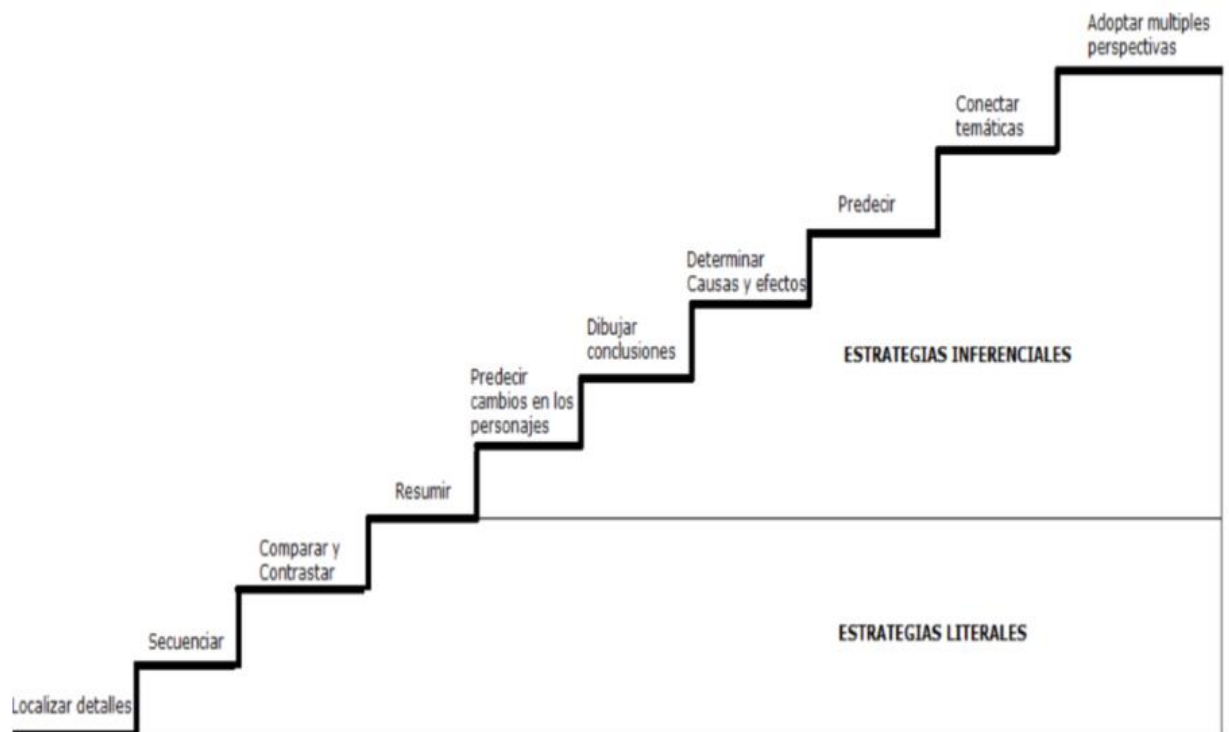 Adoptar multiples
perspectivas
Conectar
temáticas
Predecir
Determinar
Causas y efectos
Dibujar
conclusiones
ESTRATEGIAS INFERENCIALES
Predecir
cambios en los
personajes
Resumir
Comparar y
Contrastar
Secuenciar
ESTRATEGIAS LITERALES
Localizar detalles